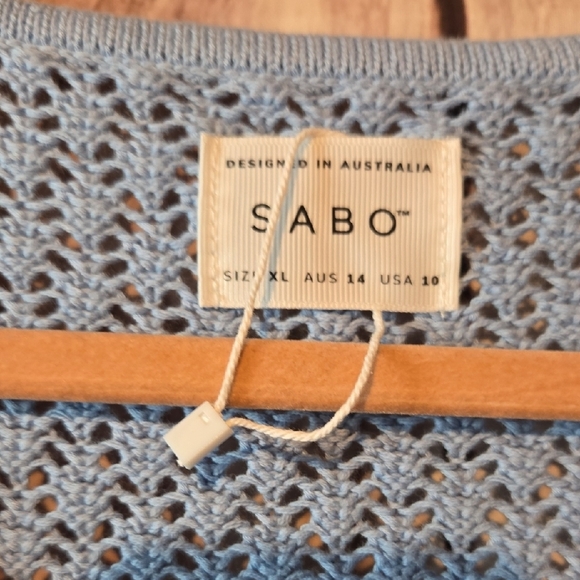 DESIGNED IN AUSTRALIA
SABO™
SIZE XL AUS 14 USA 10